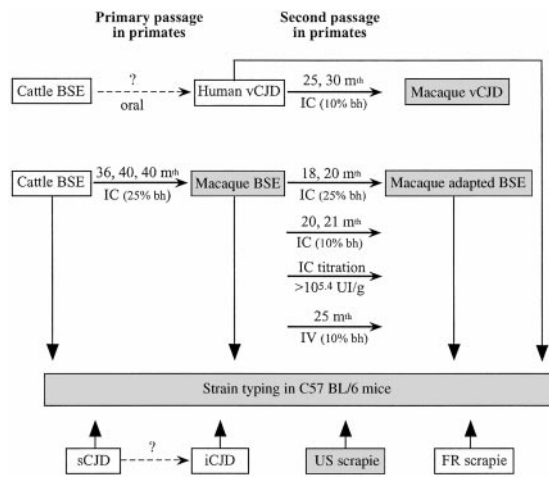 Primary passage
in primates
Second passage
in primates
Cattle BSE
?
oral
Human vCJD
25, 30 mth
IC (10% bh)
Macaque vCJD
Cattle BSE
36, 40, 40 mth
IC (25% bh)
Macaque BSE
18, 20 mth
IC (25% bh)
Macaque adapted BSE
20, 21 mth
IC (10% bh)
IC titration
>10^5.4 UI/g
25 mth
IV (10% bh)
Strain typing in C57 BL/6 mice
sCJD
?
iCJD
US scrapie
FR scrapie